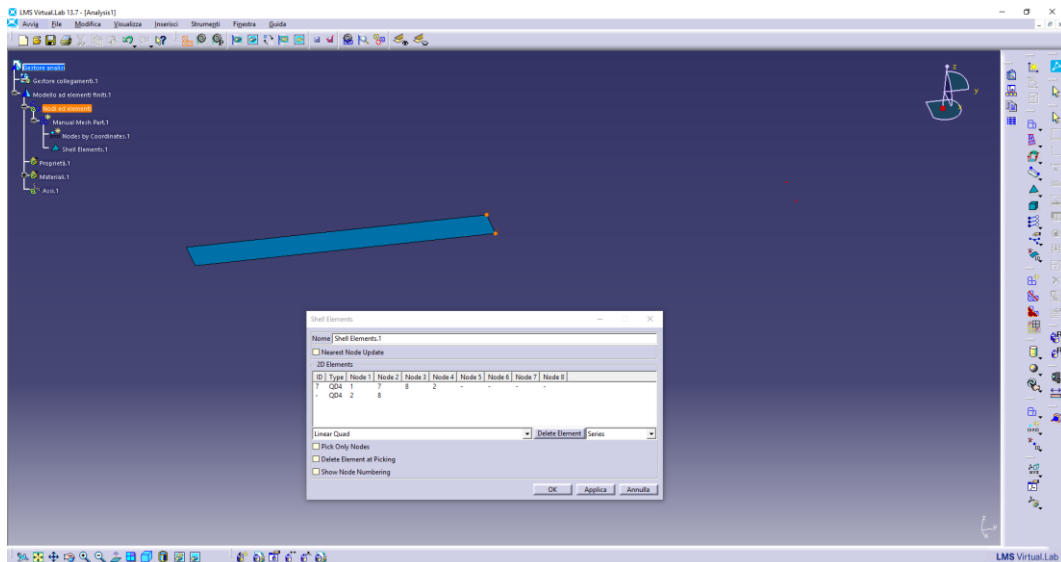 LMS Virtual.Lab 13.7 - [Analysis1]
Avvig File Modifica Visualizza Inserisci Strumenti Finestra Guida
Gestore analisi
Gestore collegamenti.1
Modello ad elementi finiti.1
Nodi ed elementi
Manual Mesh Part.1
Nodes by Coordinates.1
Shell Elements.1
Proprietà.1
Materiali.1
Assi.1
z
y
x
Shell Elements
Nome Shell Elements.1
Nearest Node Update
2D Elements
ID Type Node 1 Node 2 Node 3 Node 4 Node 5 Node 6 Node 7 Node 8
7 QD4 1 7 8 2 - - - -
- QD4 2 8
Linear Quad Delete Element Series
Pick Only Nodes
Delete Element at Picking
Show Node Numbering
OK Applica Annulla
LMS Virtual.Lab